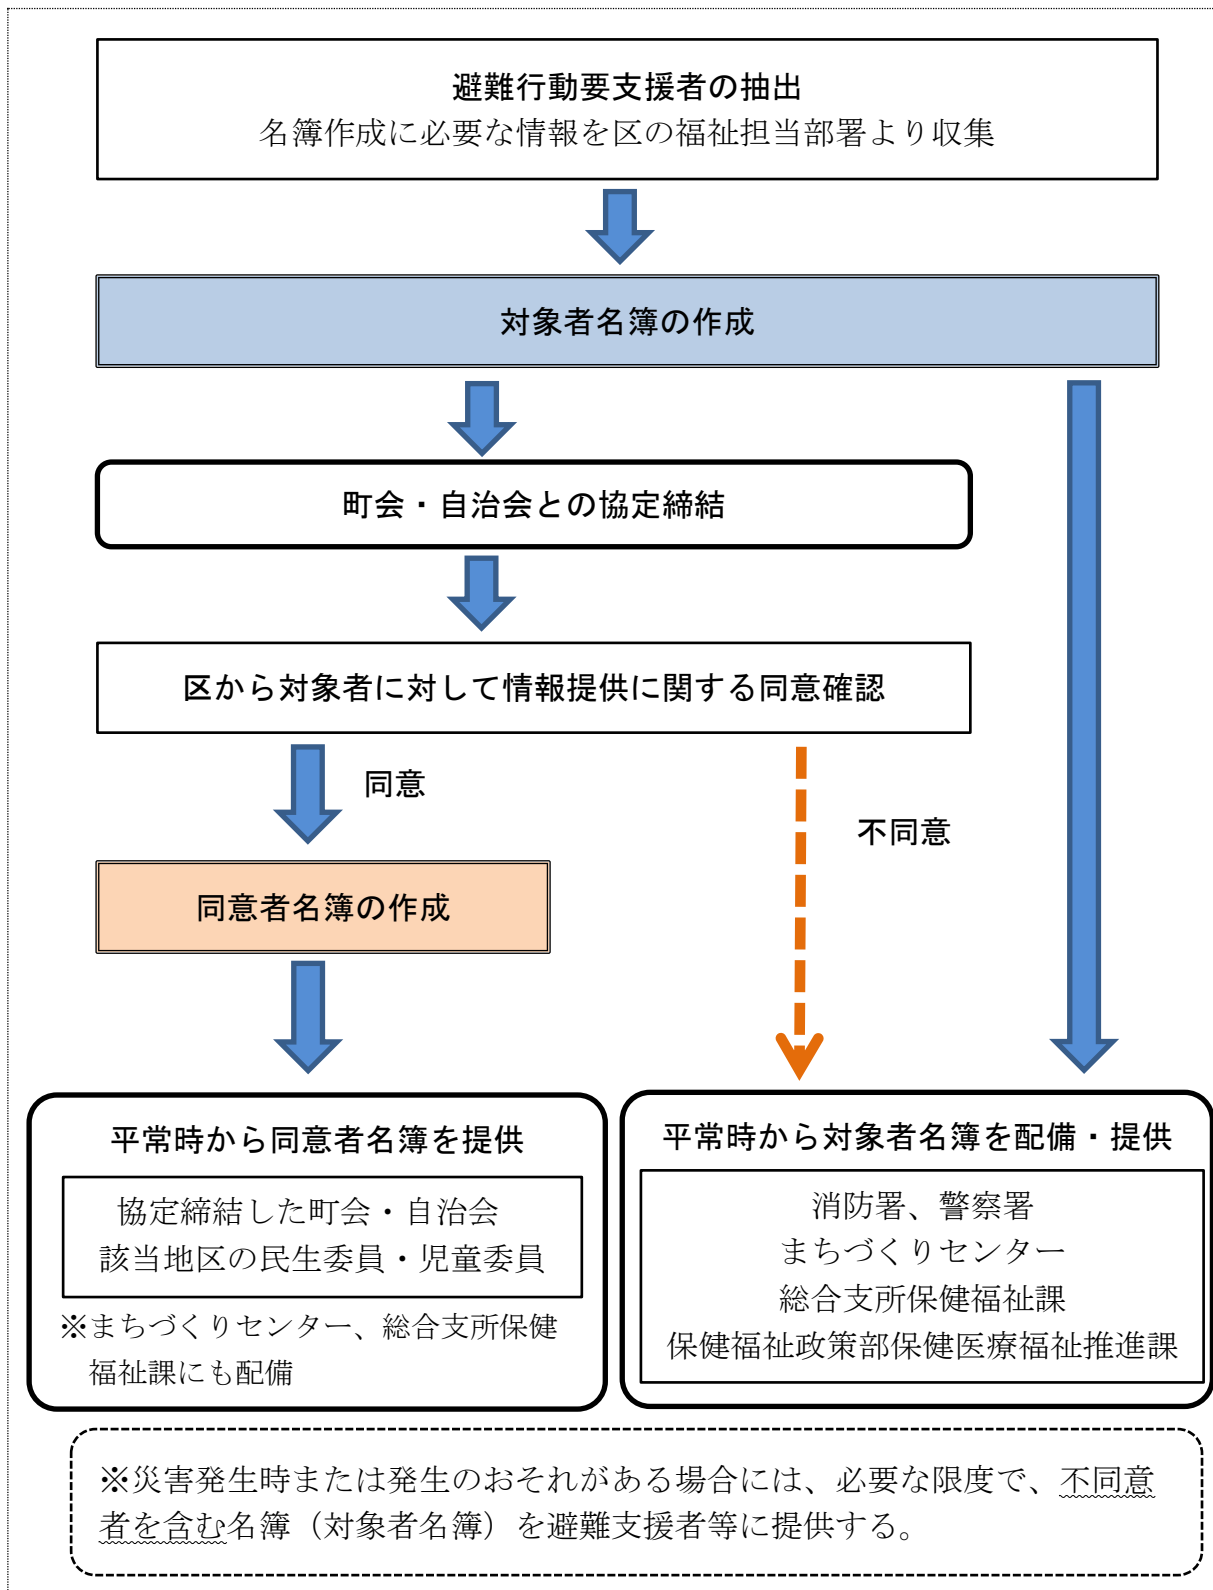 避難行動要支援者の抽出
名簿作成に必要な情報を区の福祉担当部署より収集
対象者名簿の作成
町会・自治会との協定締結
区から対象者に対して情報提供に関する同意確認
同意
不同意
同意者名簿の作成
平常時から同意者名簿を提供
協定締結した町会・自治会
該当地区の民生委員・児童委員
※まちづくりセンター、総合支所保健
福祉課にも配備
平常時から対象者名簿を配備・提供
消防署、警察署
まちづくりセンター
総合支所保健福祉課
保健福祉政策部保健医療福祉推進課
※災害発生時または発生のおそれがある場合には、必要な限度で、不同意
者を含む名簿（対象者名簿）を避難支援者等に提供する。